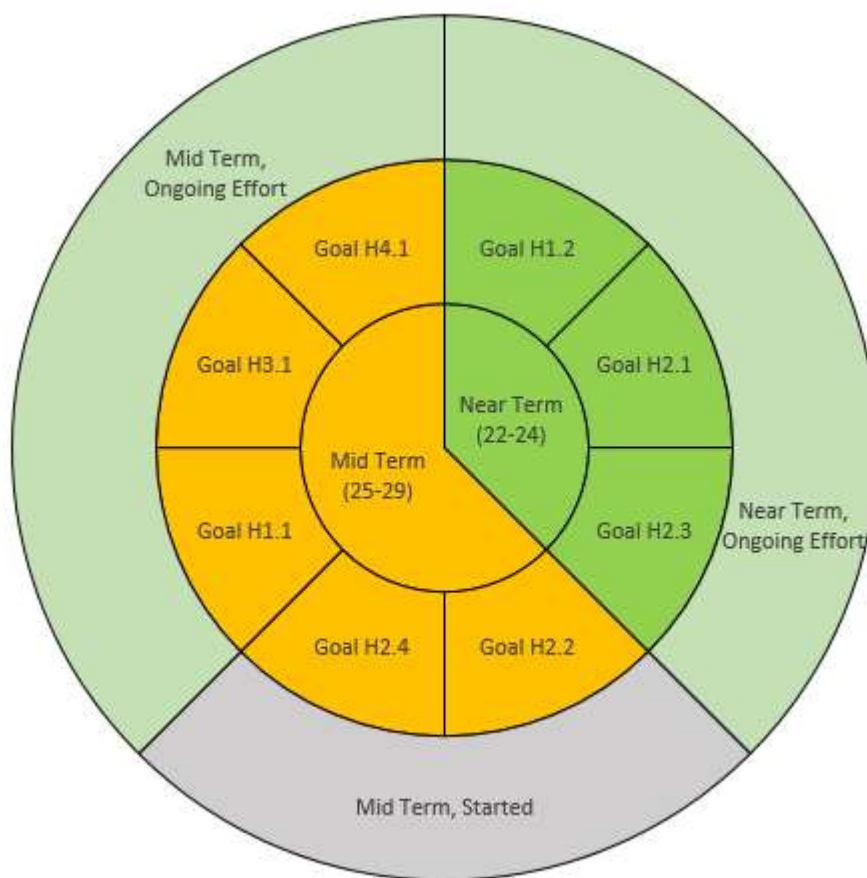 Mid Term,
Ongoing Effort
Goal H4.1
Goal H1.2
Goal H3.1
Goal H2.1
Near Term
(22-24)
Mid Term
(25-29)
Goal H1.1
Goal H2.3
Near Term,
Ongoing Effort
Goal H2.4
Goal H2.2
Mid Term, Started